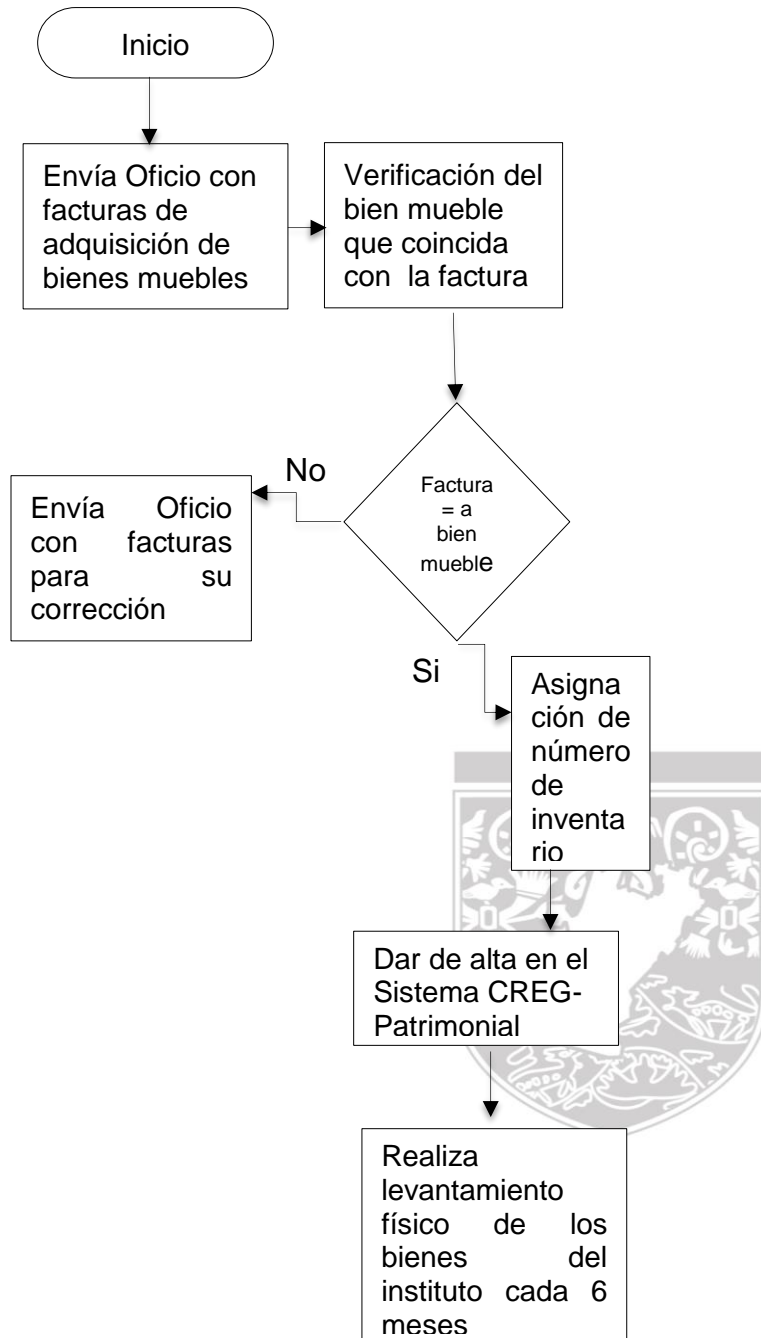 Inicio
Envía Oficio con
facturas de
adquisición de
bienes muebles
Verificación del
bien mueble
que coincida
con la factura
Factura
= a
bien
mueble
No
Envía Oficio
con facturas
para su
corrección
Si
Asigna
ción de
número
de
inventa
rio
Dar de alta en el
Sistema CREG-
Patrimonial
Realiza
levantamiento
físico de los
bienes del
instituto cada 6
meses